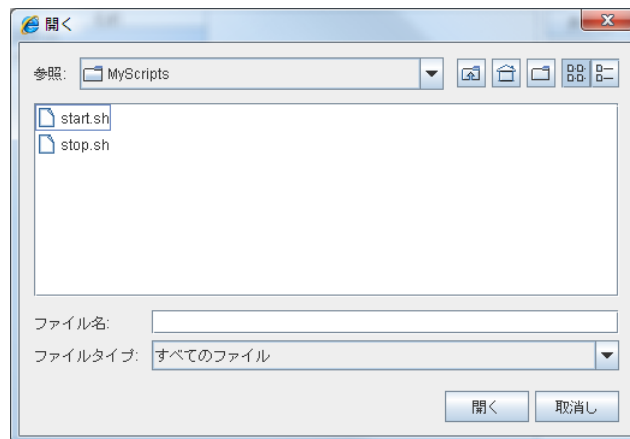 開く
参照: MyScripts
start.sh
stop.sh
ファイル名:
ファイルタイプ: すべてのファイル
開く 取消し